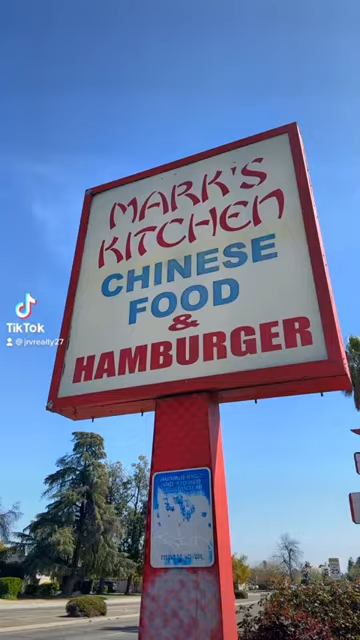 MARK'S
KITCHEN
CHINESE
FOOD
&
HAMBURGER
TikTok
@jrvrealty27